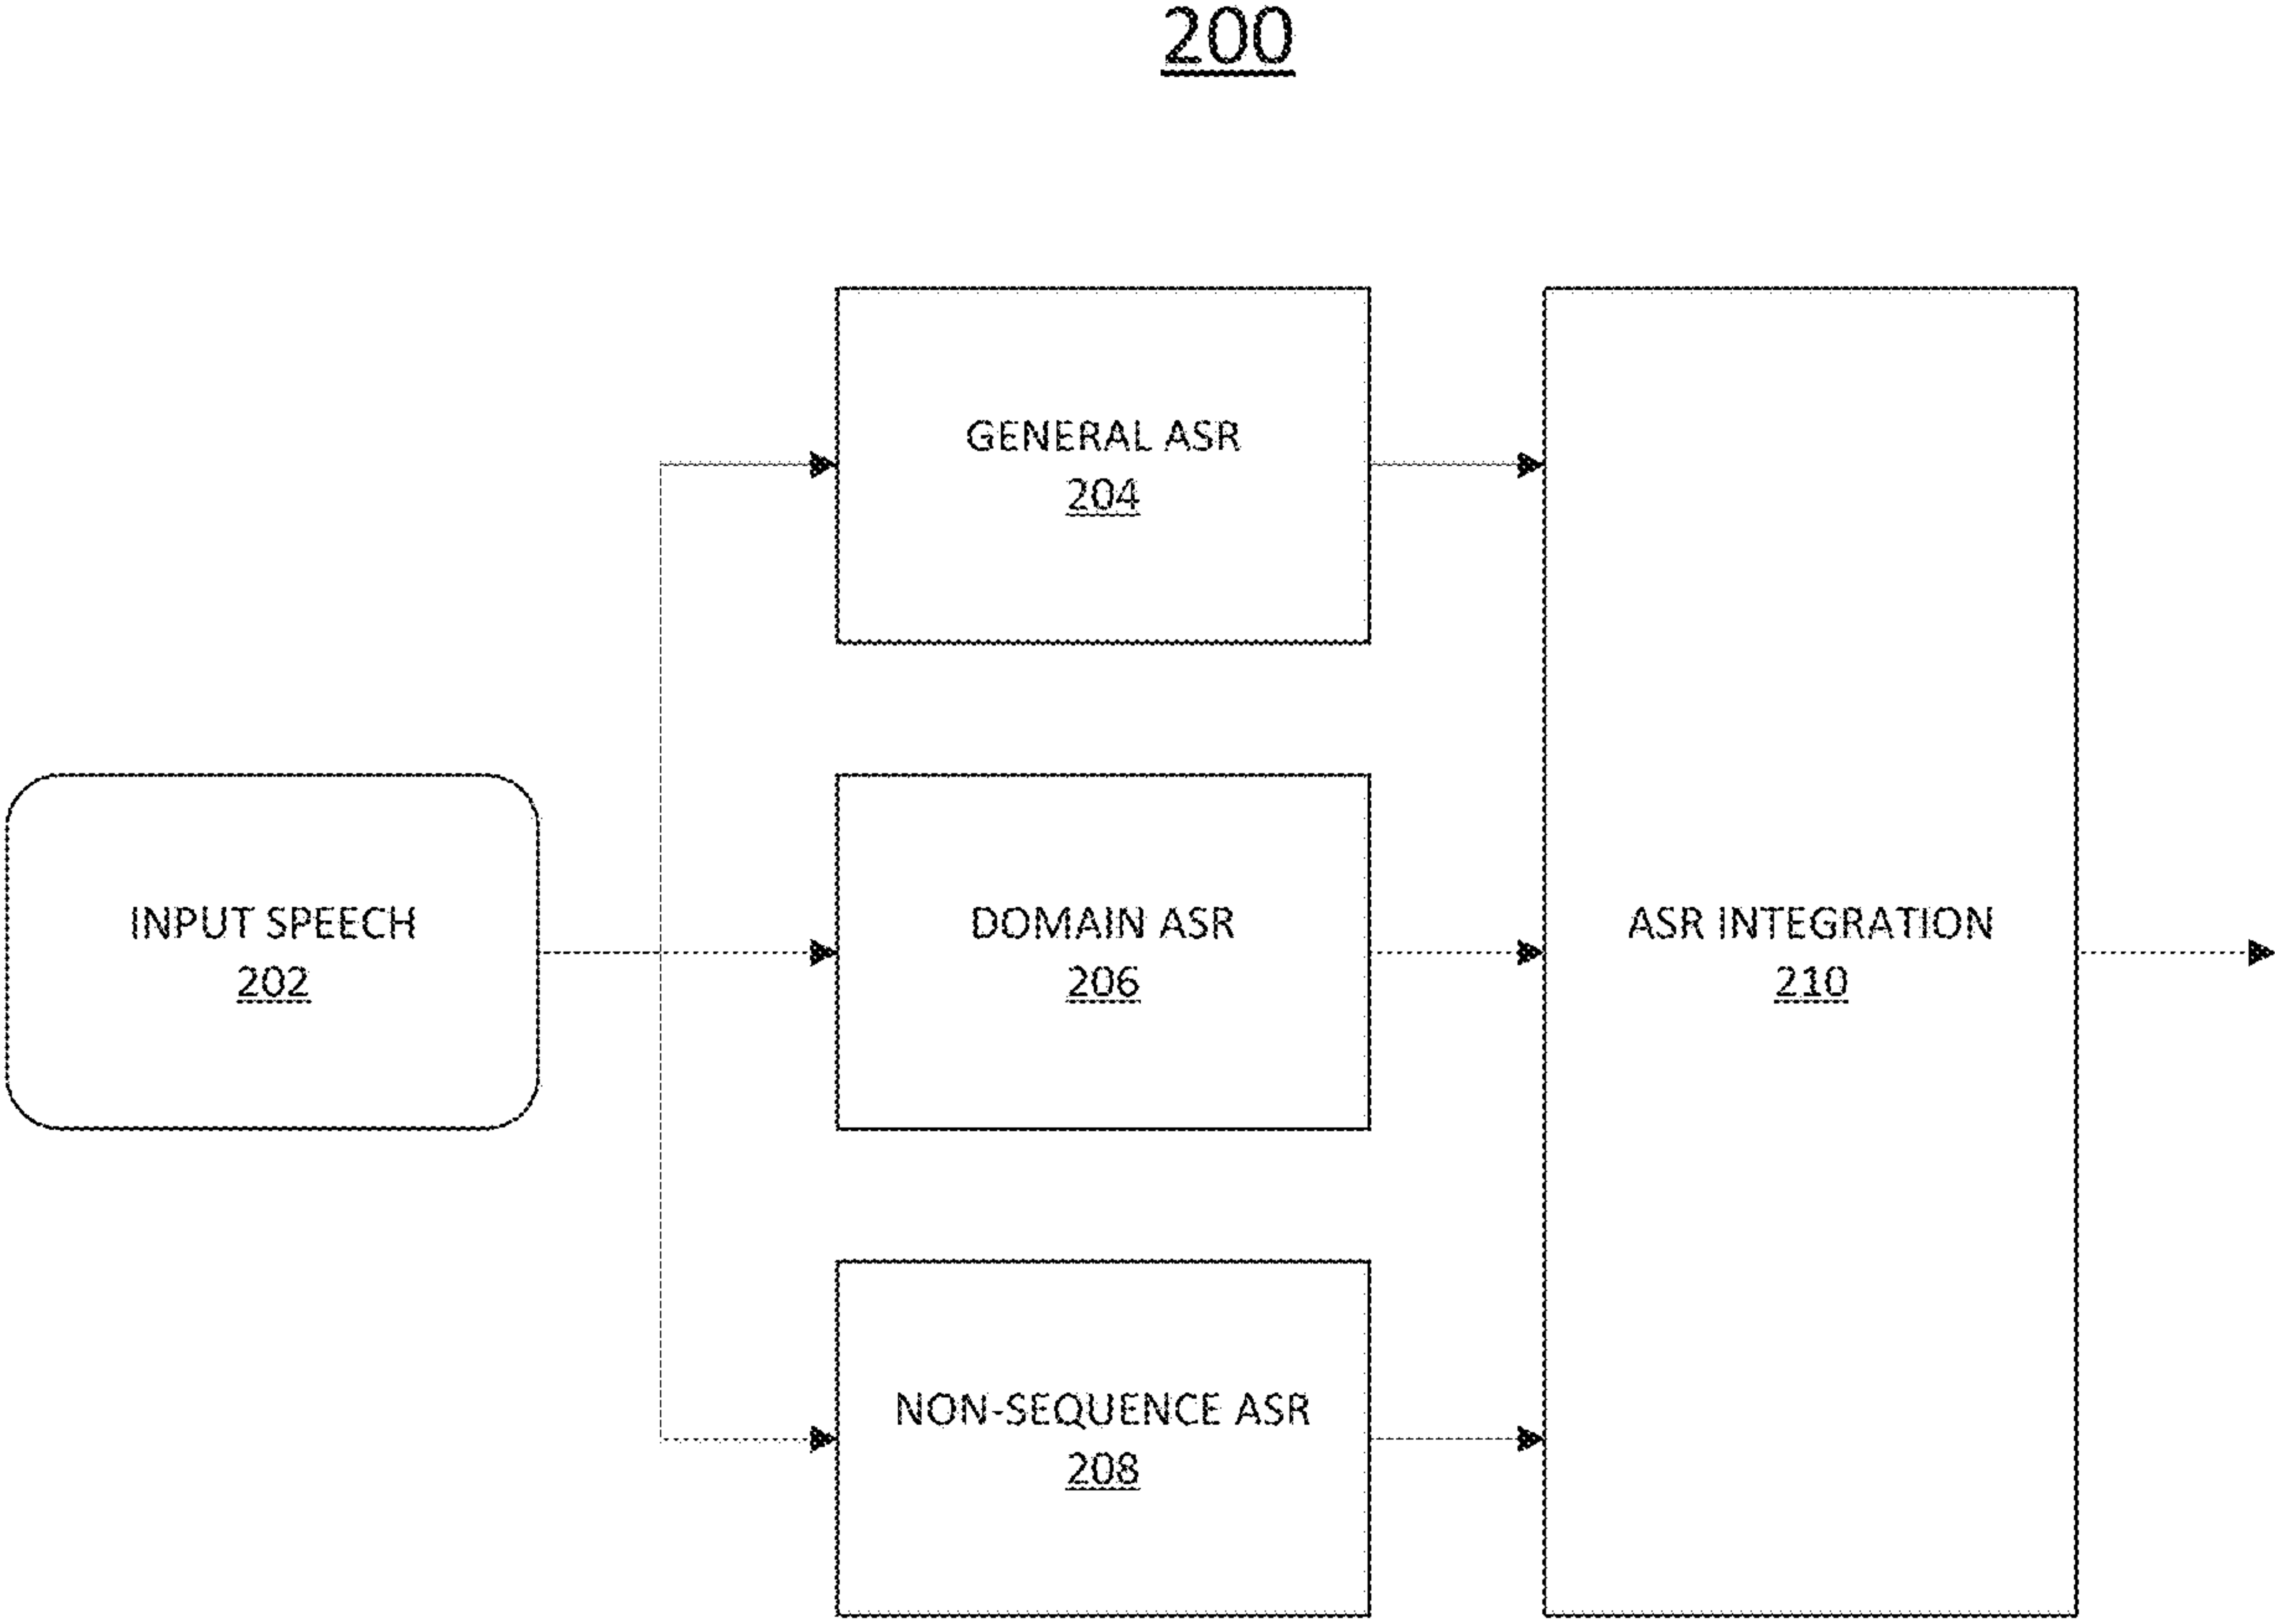 200
GENERAL ASR
204
INPUT SPEECH
202
DOMAIN ASR
206
ASR INTEGRATION
210
NON-SEQUENCE ASR
208